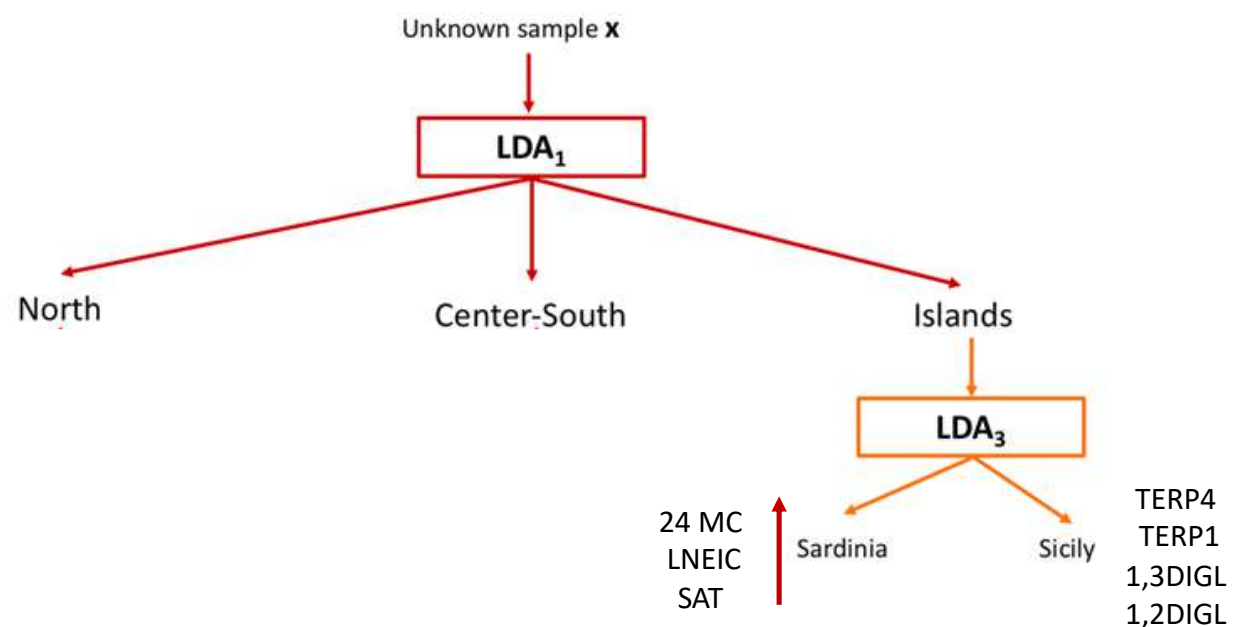 Unknown sample x
LDA1
North
Center-South
Islands
LDA3
24 MC
LNEIC
SAT
Sardinia
Sicily
TERP4
TERP1
1,3DIGL
1,2DIGL